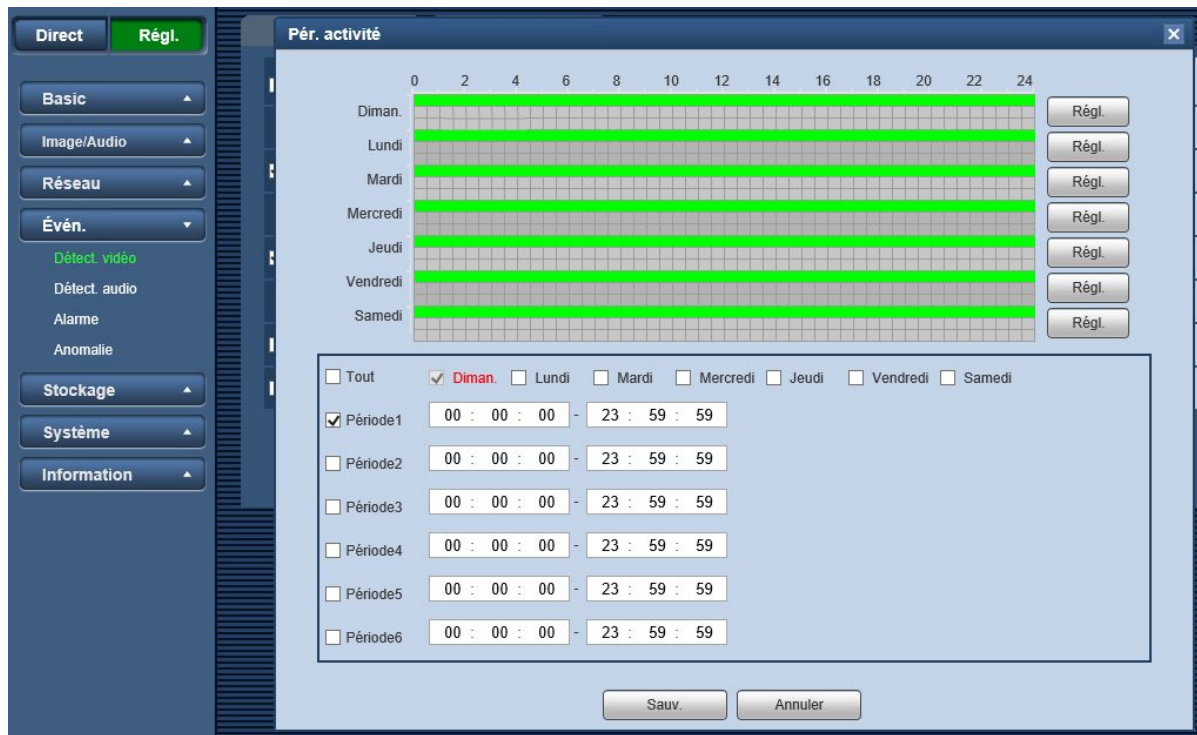 Direct Régl.
Basic
Image/Audio
Réseau
Évén.
Détect. vidéo
Détect. audio
Alarme
Anomalie
Stockage
Système
Information
Pér. activité
0 2 4 6 8 10 12 14 16 18 20 22 24
Diman. Régl.
Lundi Régl.
Mardi Régl.
Mercredi Régl.
Jeudi Régl.
Vendredi Régl.
Samedi Régl.
Tout Diman. Lundi Mardi Mercredi Jeudi Vendredi Samedi
Période1 00 : 00 : 00 - 23 : 59 : 59
Période2 00 : 00 : 00 - 23 : 59 : 59
Période3 00 : 00 : 00 - 23 : 59 : 59
Période4 00 : 00 : 00 - 23 : 59 : 59
Période5 00 : 00 : 00 - 23 : 59 : 59
Période6 00 : 00 : 00 - 23 : 59 : 59
Sauv. Annuler